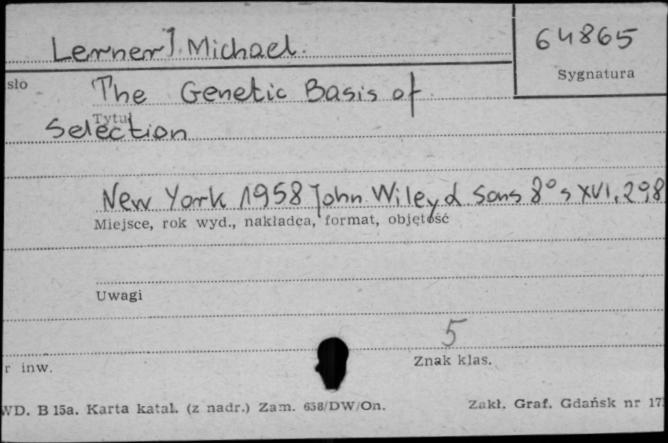 Lerner I. Michael.
64865
Sygnatura
sło
The Genetic Basis of
Tytuł
Selection
New York 1958 John Wiley & Sons 8° s XVI, 298
Miejsce, rok wyd., nakładca, format, objętość
Uwagi
5
r inw.
Znak klas.
WD. B 15a. Karta katal. (z nadr.) Zam. 658/DW/On.
Zakł. Graf. Gdańsk nr 17